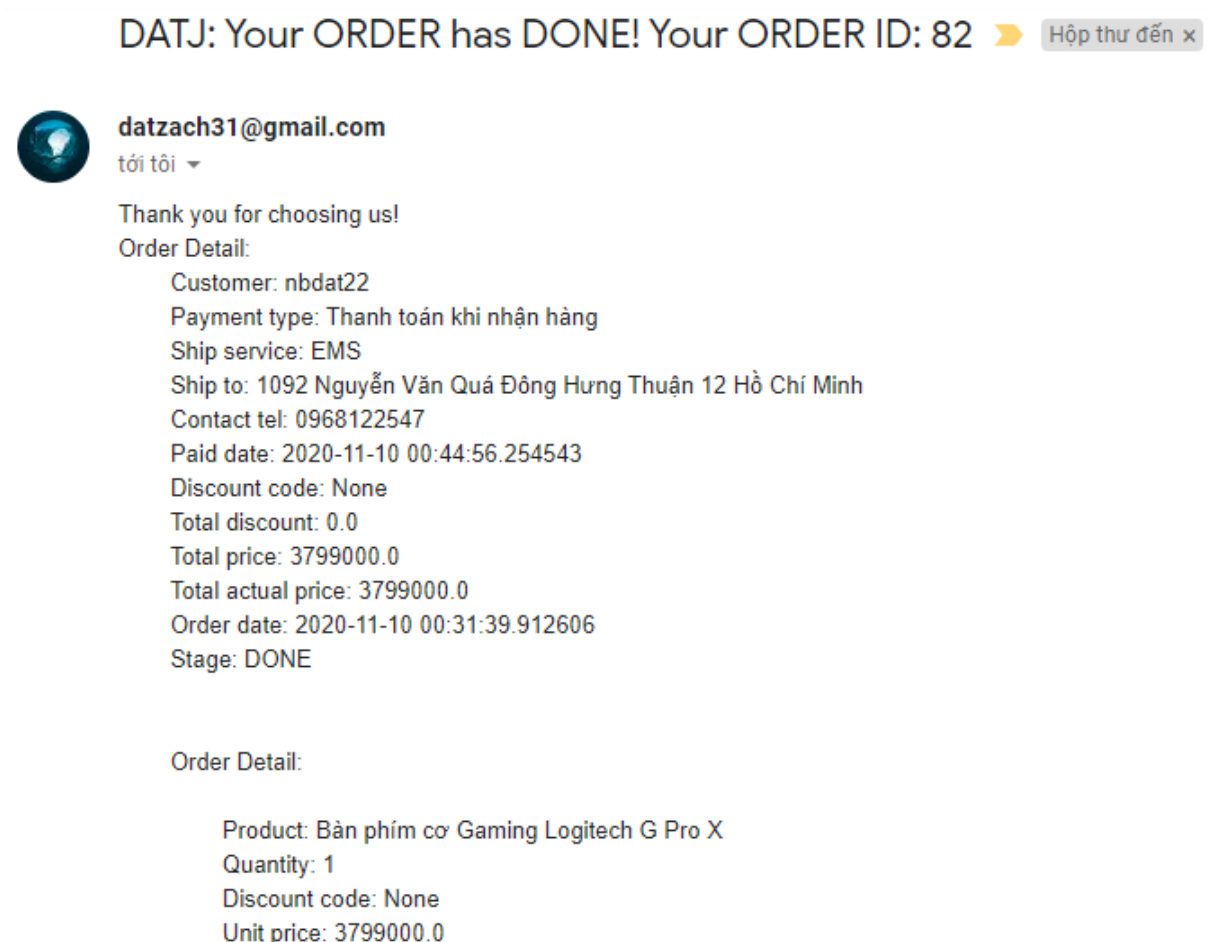 DATJ: Your ORDER has DONE! Your ORDER ID: 82 Hộp thư đến ×
datzach31@gmail.com
tới tôi
Thank you for choosing us!
Order Detail:
Customer: nbdat22
Payment type: Thanh toán khi nhận hàng
Ship service: EMS
Ship to: 1092 Nguyễn Văn Quá Đông Hưng Thuận 12 Hồ Chí Minh
Contact tel: 0968122547
Paid date: 2020-11-10 00:44:56.254543
Discount code: None
Total discount: 0.0
Total price: 3799000.0
Total actual price: 3799000.0
Order date: 2020-11-10 00:31:39.912606
Stage: DONE
Order Detail:
Product: Bàn phím cơ Gaming Logitech G Pro X
Quantity: 1
Discount code: None
Unit price: 3799000.0